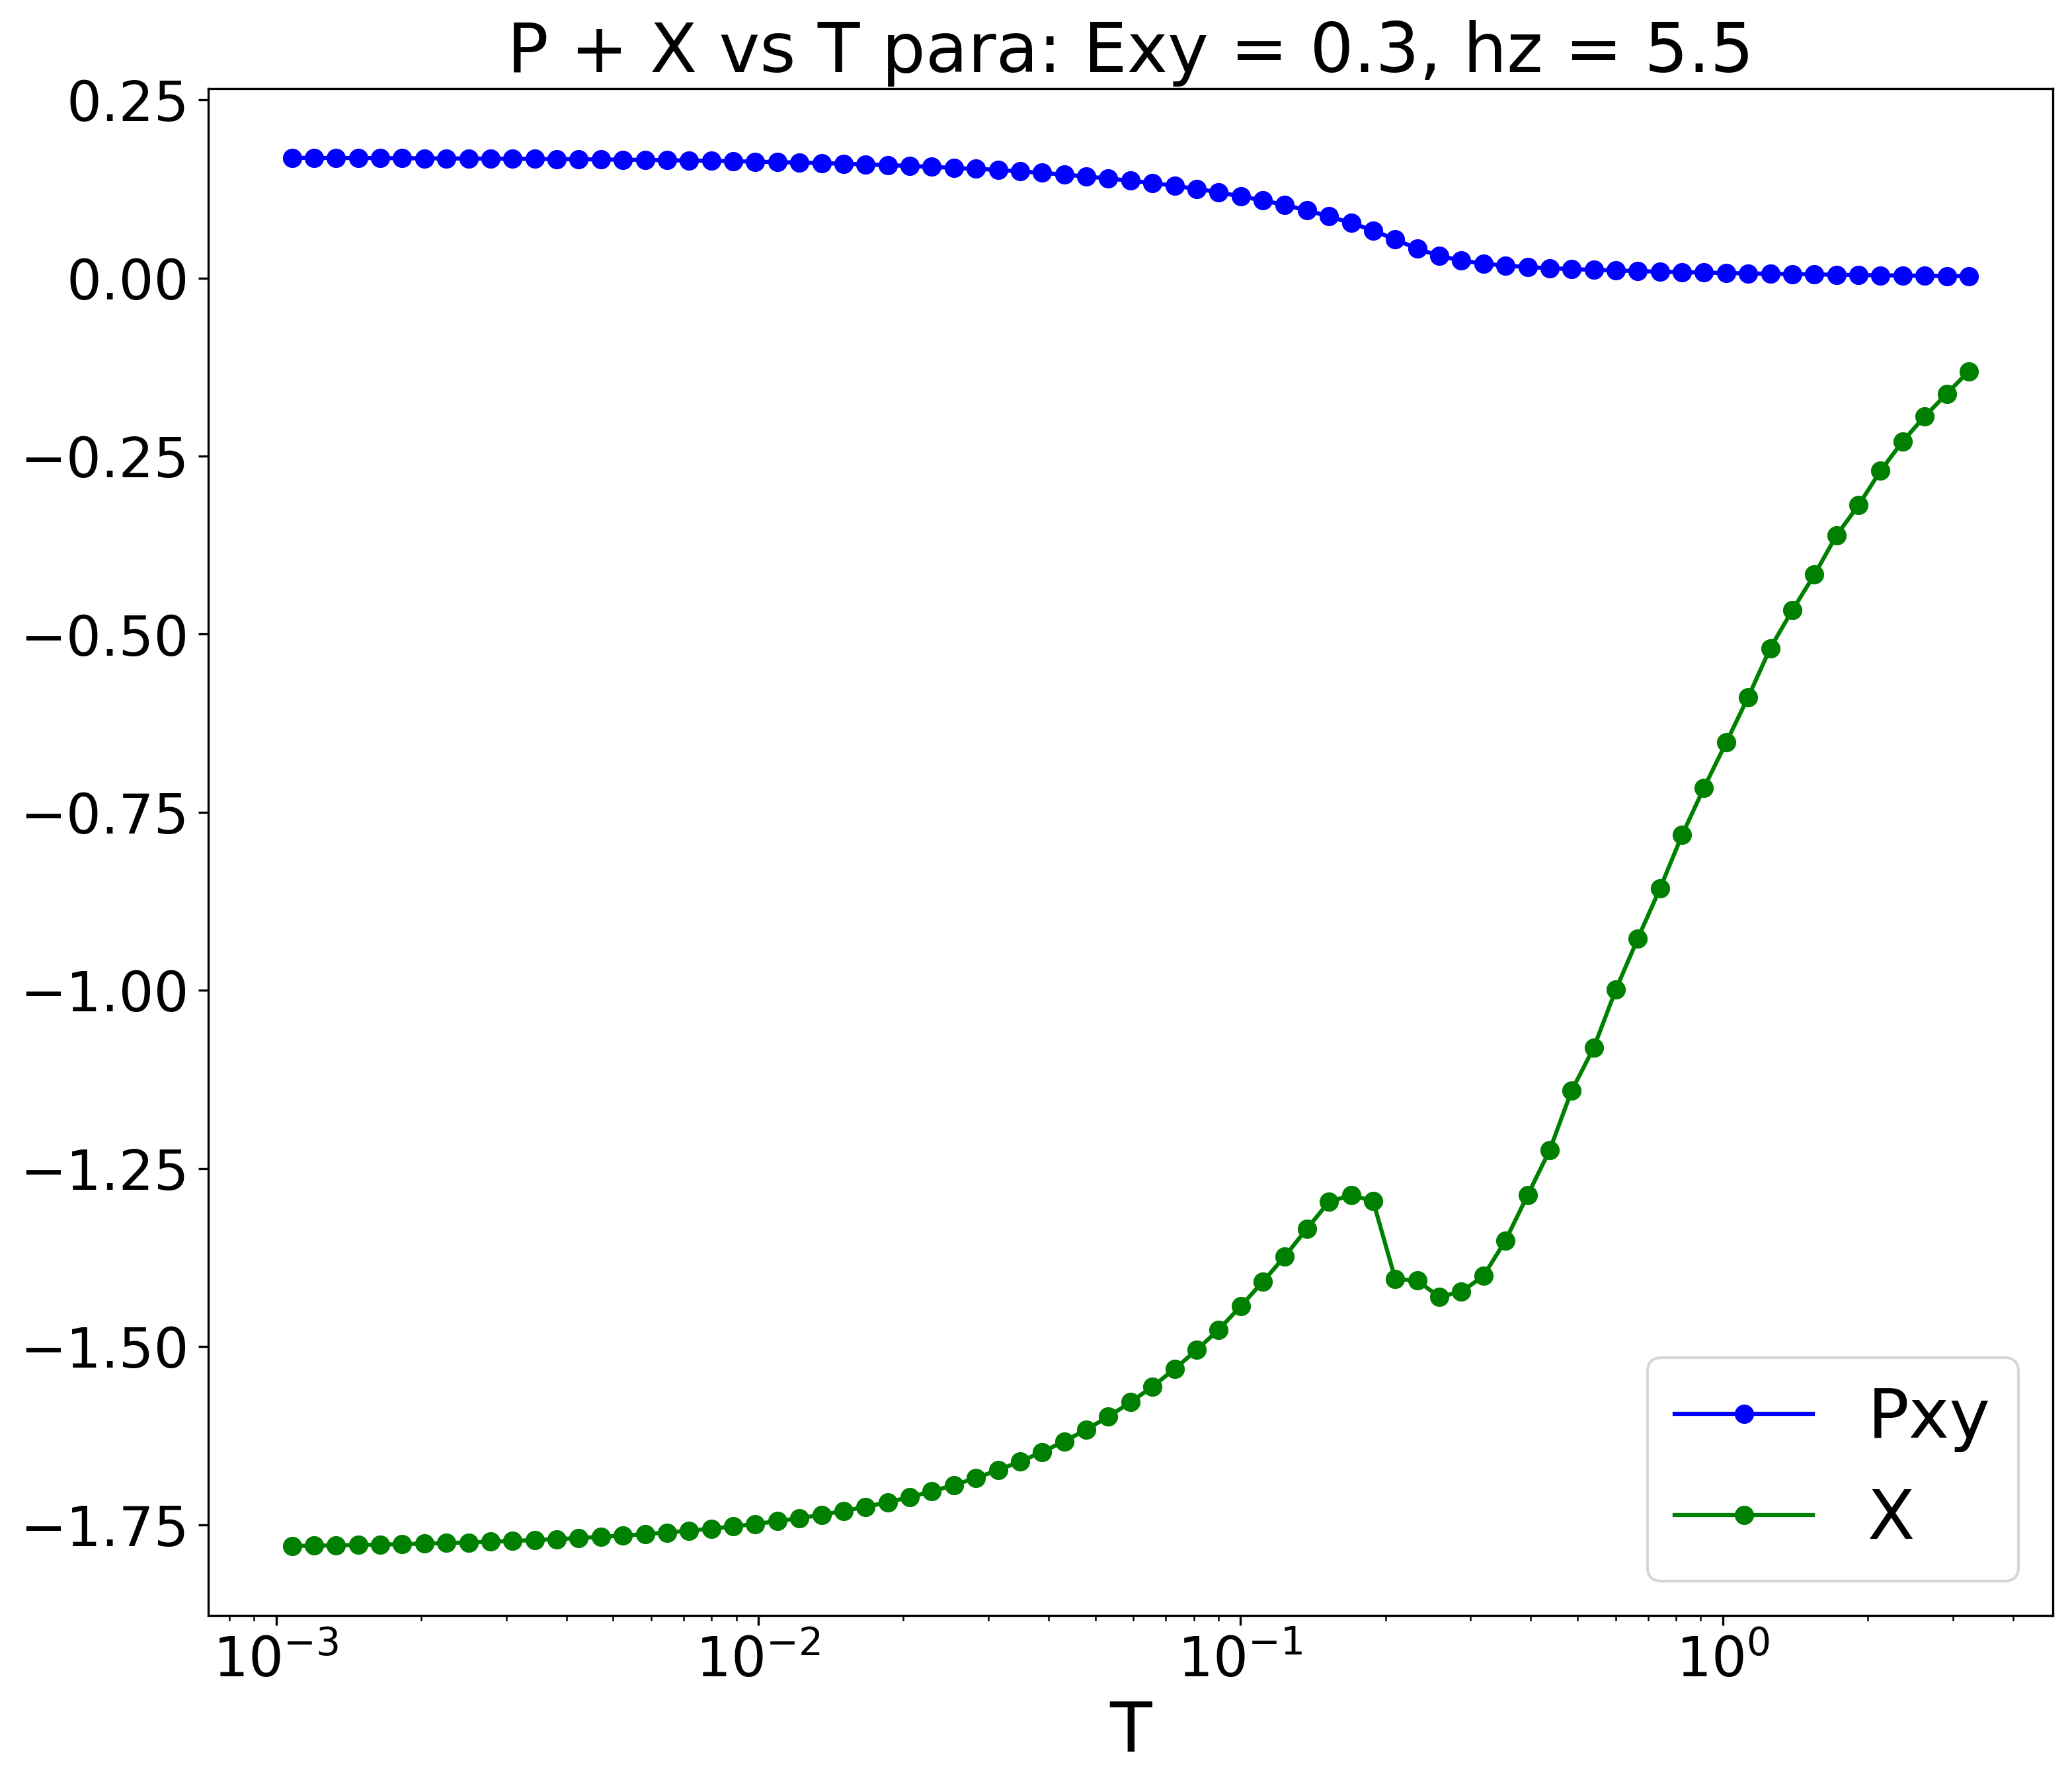 P + X vs T para: Exy = 0.3, hz = 5.5
0.25
0.00
−0.25
−0.50
−0.75
−1.00
−1.25
−1.50
−1.75
Pxy
X
10⁻³ 10⁻² 10⁻¹ 10⁰
T